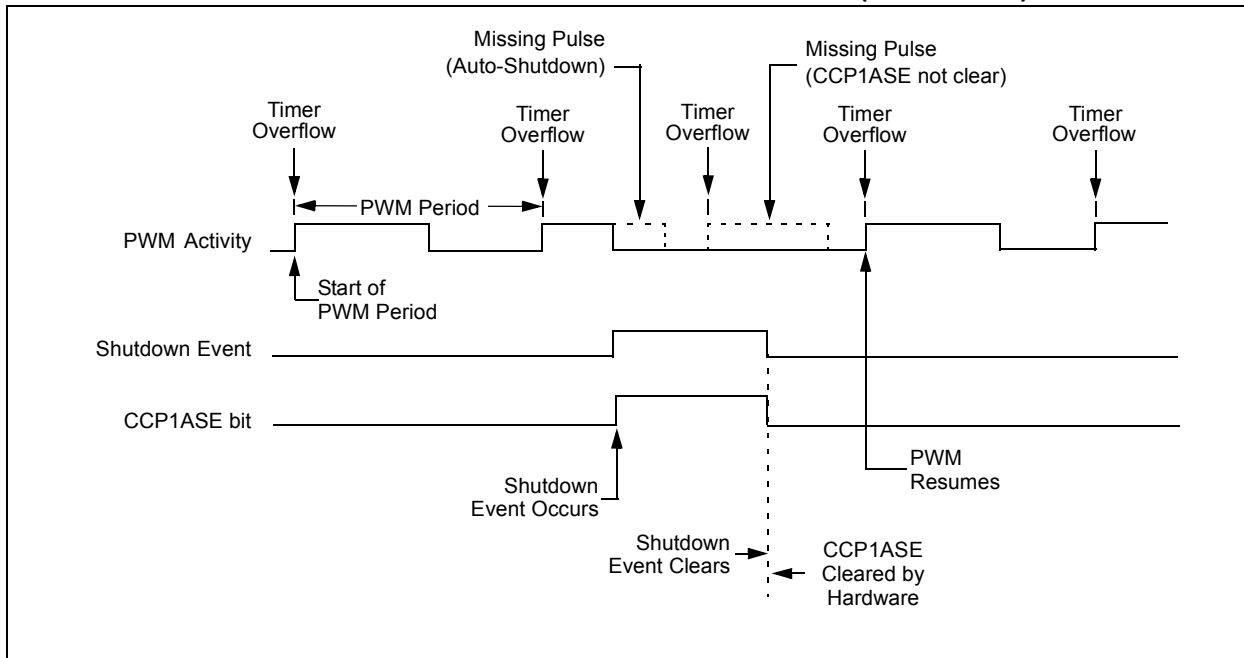 Missing Pulse
(Auto-Shutdown)
Missing Pulse
(CCP1ASE not clear)
Timer
Overflow
Timer
Overflow
Timer
Overflow
Timer
Overflow
Timer
Overflow
PWM Period
PWM Activity
Start of
PWM Period
Shutdown Event
CCP1ASE bit
Shutdown
Event Occurs
PWM
Resumes
Shutdown
Event Clears
CCP1ASE
Cleared by
Hardware